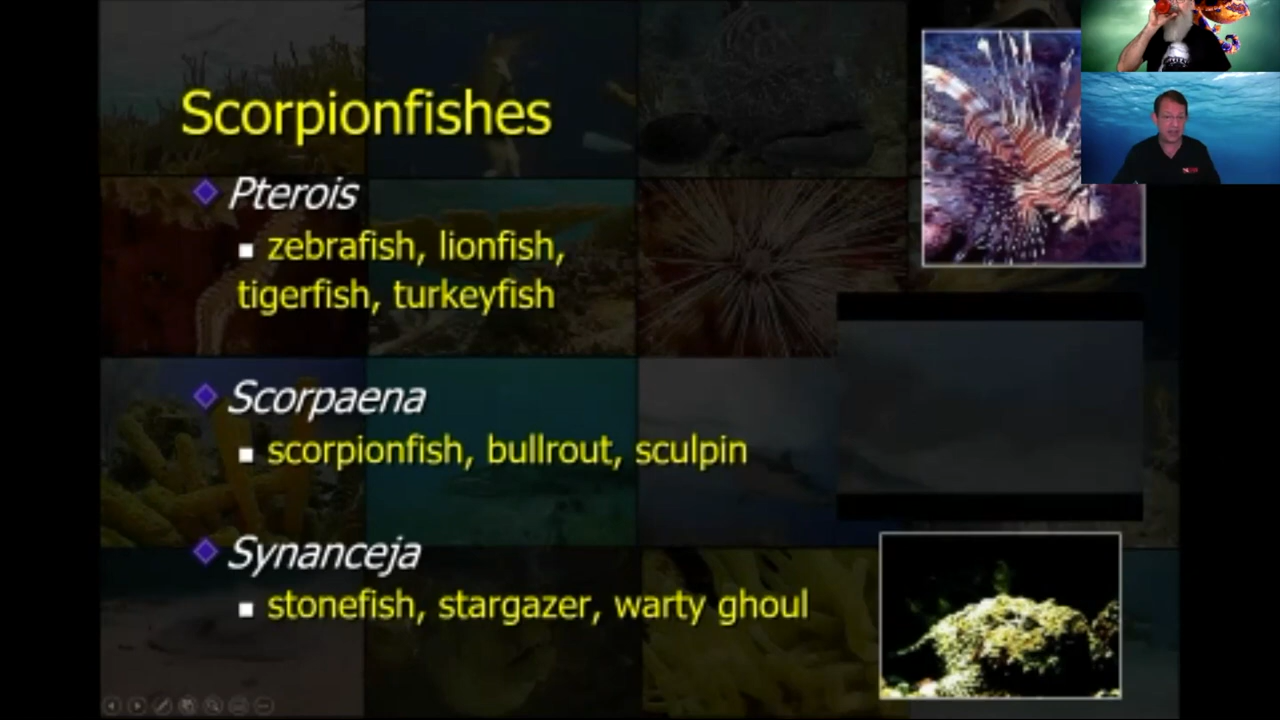 Scorpionfishes
Pterois
zebrafish, lionfish,
tigerfish, turkeyfish
Scorpaena
scorpionfish, bullrout, sculpin
Synanceja
stonefish, stargazer, warty ghoul